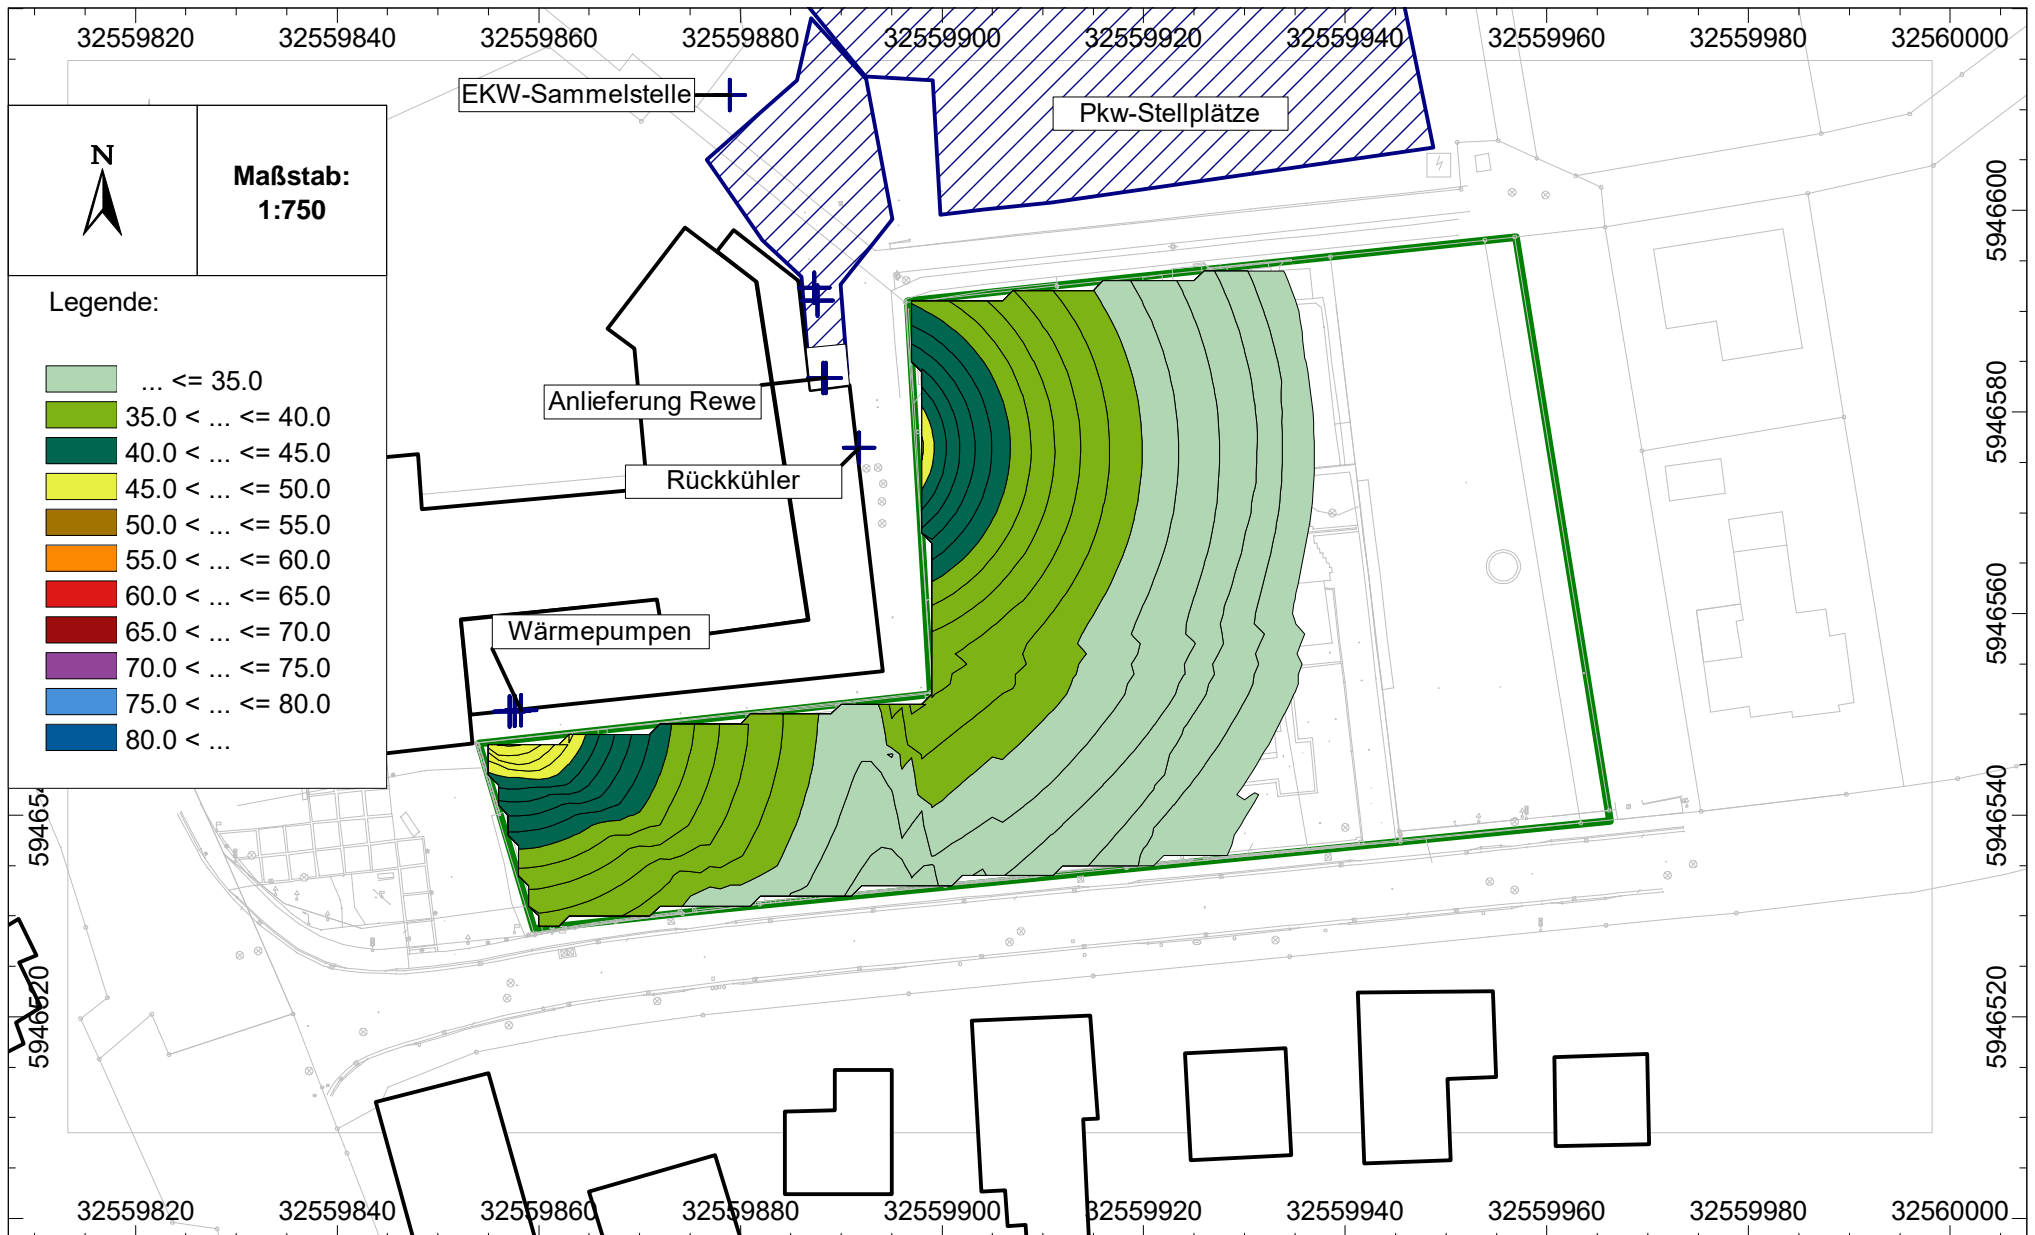 32559820 32559840 32559860 32559880 32559900 32559920 32559940 32559960 32559980 32560000
EKW-Sammelstelle
Pkw-Stellplätze
N
Maßstab:
1:750
5946600
Legende:
... <= 35.0
35.0 < ... <= 40.0
40.0 < ... <= 45.0
45.0 < ... <= 50.0
50.0 < ... <= 55.0
55.0 < ... <= 60.0
60.0 < ... <= 65.0
65.0 < ... <= 70.0
70.0 < ... <= 75.0
75.0 < ... <= 80.0
80.0 < ...
Anlieferung Rewe
5946580
Rückkühler
5946560
Wärmepumpen
594654
5946540
5946520
5946520
32559820 32559840 32559860 32559880 32559900 32559920 32559940 32559960 32559980 32560000